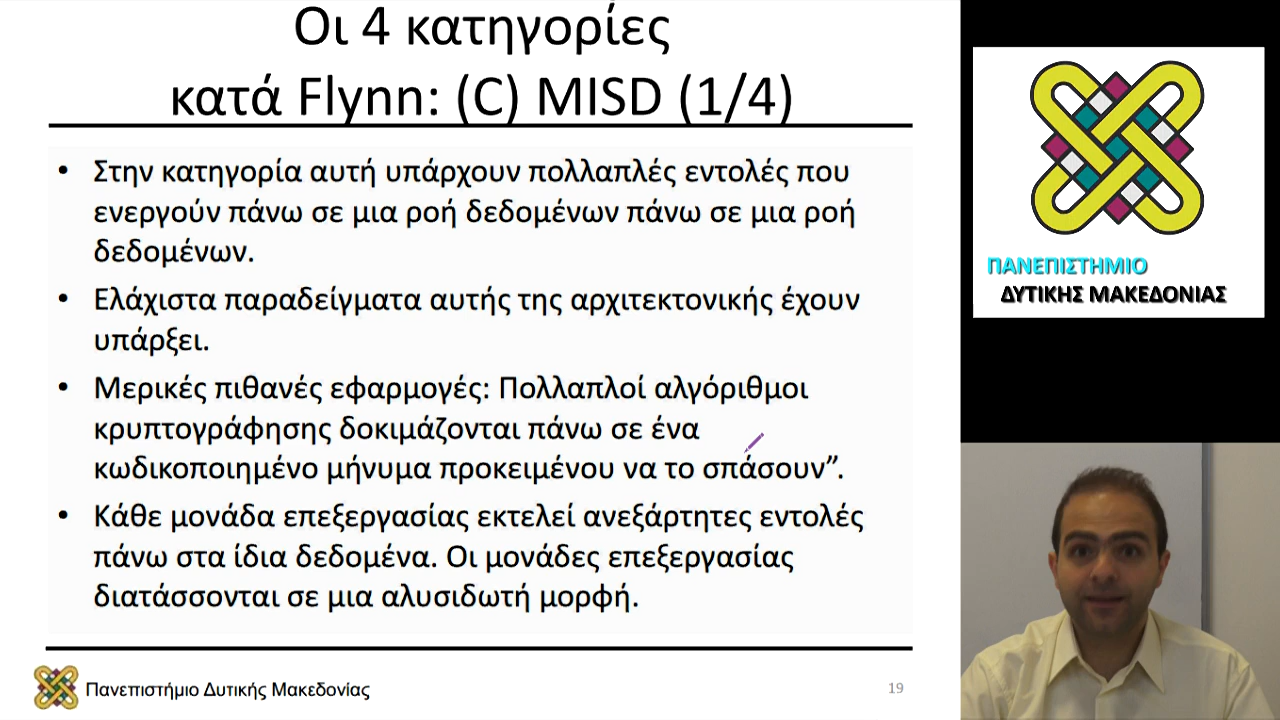 Οι 4 κατηγορίες
κατά Flynn: (C) MISD (1/4)
• Στην κατηγορία αυτή υπάρχουν πολλαπλές εντολές που
ενεργούν πάνω σε μια ροή δεδομένων πάνω σε μια ροή
δεδομένων.
• Ελάχιστα παραδείγματα αυτής της αρχιτεκτονικής έχουν
υπάρξει.
• Μερικές πιθανές εφαρμογές: Πολλαπλοί αλγόριθμοι
κρυπτογράφησης δοκιμάζονται πάνω σε ένα
κωδικοποιημένο μήνυμα προκειμένου να το σπάσουν”.
• Κάθε μονάδα επεξεργασίας εκτελεί ανεξάρτητες εντολές
πάνω στα ίδια δεδομένα. Οι μονάδες επεξεργασίας
διατάσσονται σε μια αλυσιδωτή μορφή.
Πανεπιστήμιο Δυτικής Μακεδονίας
19
ΠΑΝΕΠΙΣΤΗΜΙΟ
ΔΥΤΙΚΗΣ ΜΑΚΕΔΟΝΙΑΣ